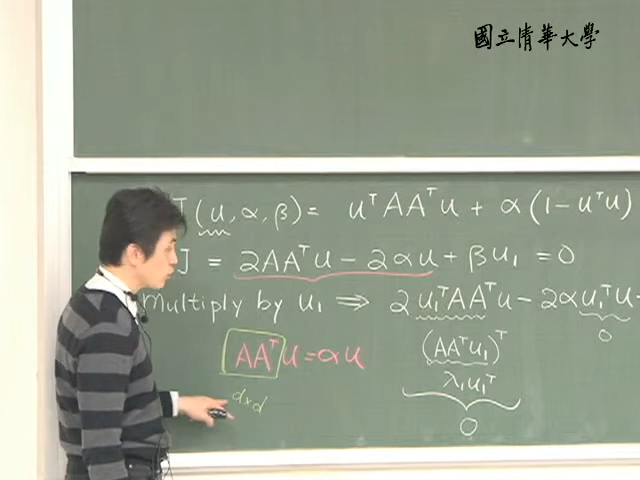 國立清華大學
J(u, α, β) = uᵀAAᵀu + α(1 − uᵀu)
J = 2AAᵀu − 2αu + βu₁ = 0
Multiply by u₁ ⇒ 2u₁ᵀAAᵀu − 2αu₁ᵀu
0
AAᵀu = αu
(AAᵀu₁)ᵀ
d×d
λ₁u₁ᵀ
0